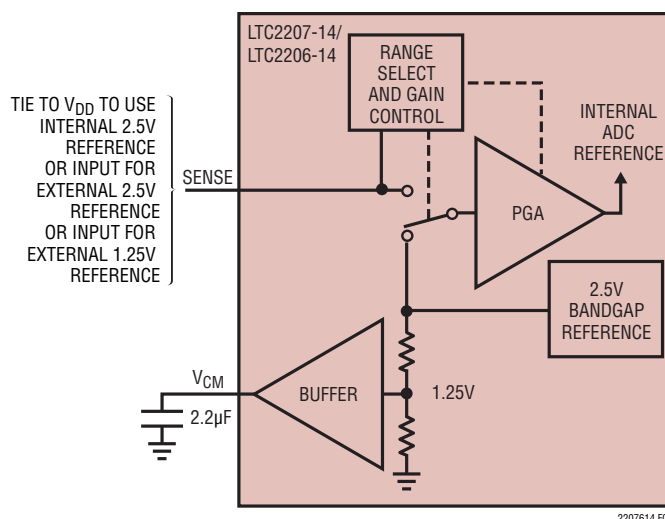 LTC2207-14/
LTC2206-14
RANGE
SELECT
AND GAIN
CONTROL
TIE TO VDD TO USE
INTERNAL 2.5V
REFERENCE
OR INPUT FOR
EXTERNAL 2.5V
REFERENCE
OR INPUT FOR
EXTERNAL 1.25V
REFERENCE
SENSE
INTERNAL
ADC
REFERENCE
PGA
2.5V
BANDGAP
REFERENCE
VCM
BUFFER
1.25V
2.2µF